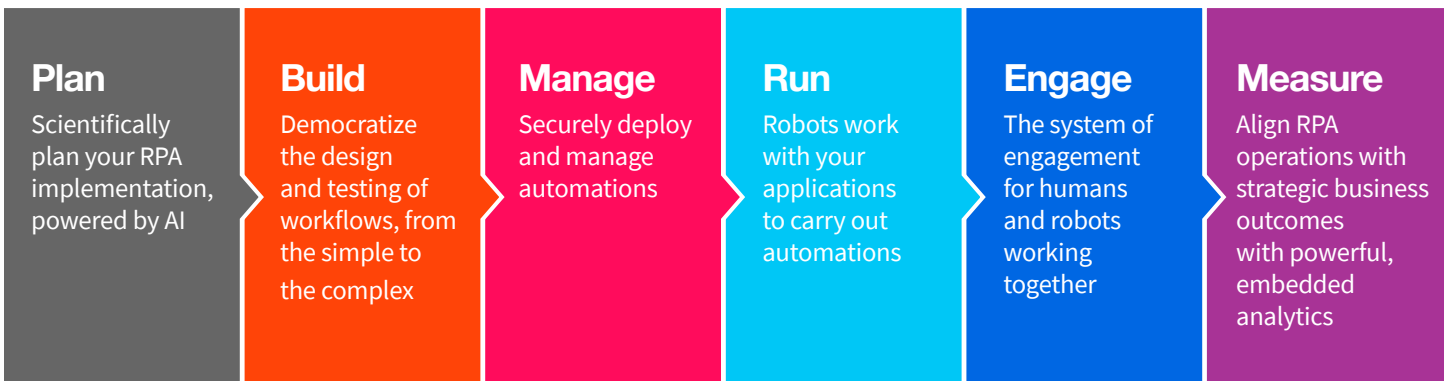 Plan
Scientifically
plan your RPA
implementation,
powered by AI
Build
Democratize
the design
and testing of
workflows, from
the simple to
the complex
Manage
Securely deploy
and manage
automations
Run
Robots work
with your
applications
to carry out
automations
Engage
The system of
engagement
for humans
and robots
working
together
Measure
Align RPA
operations with
strategic business
outcomes
with powerful,
embedded
analytics